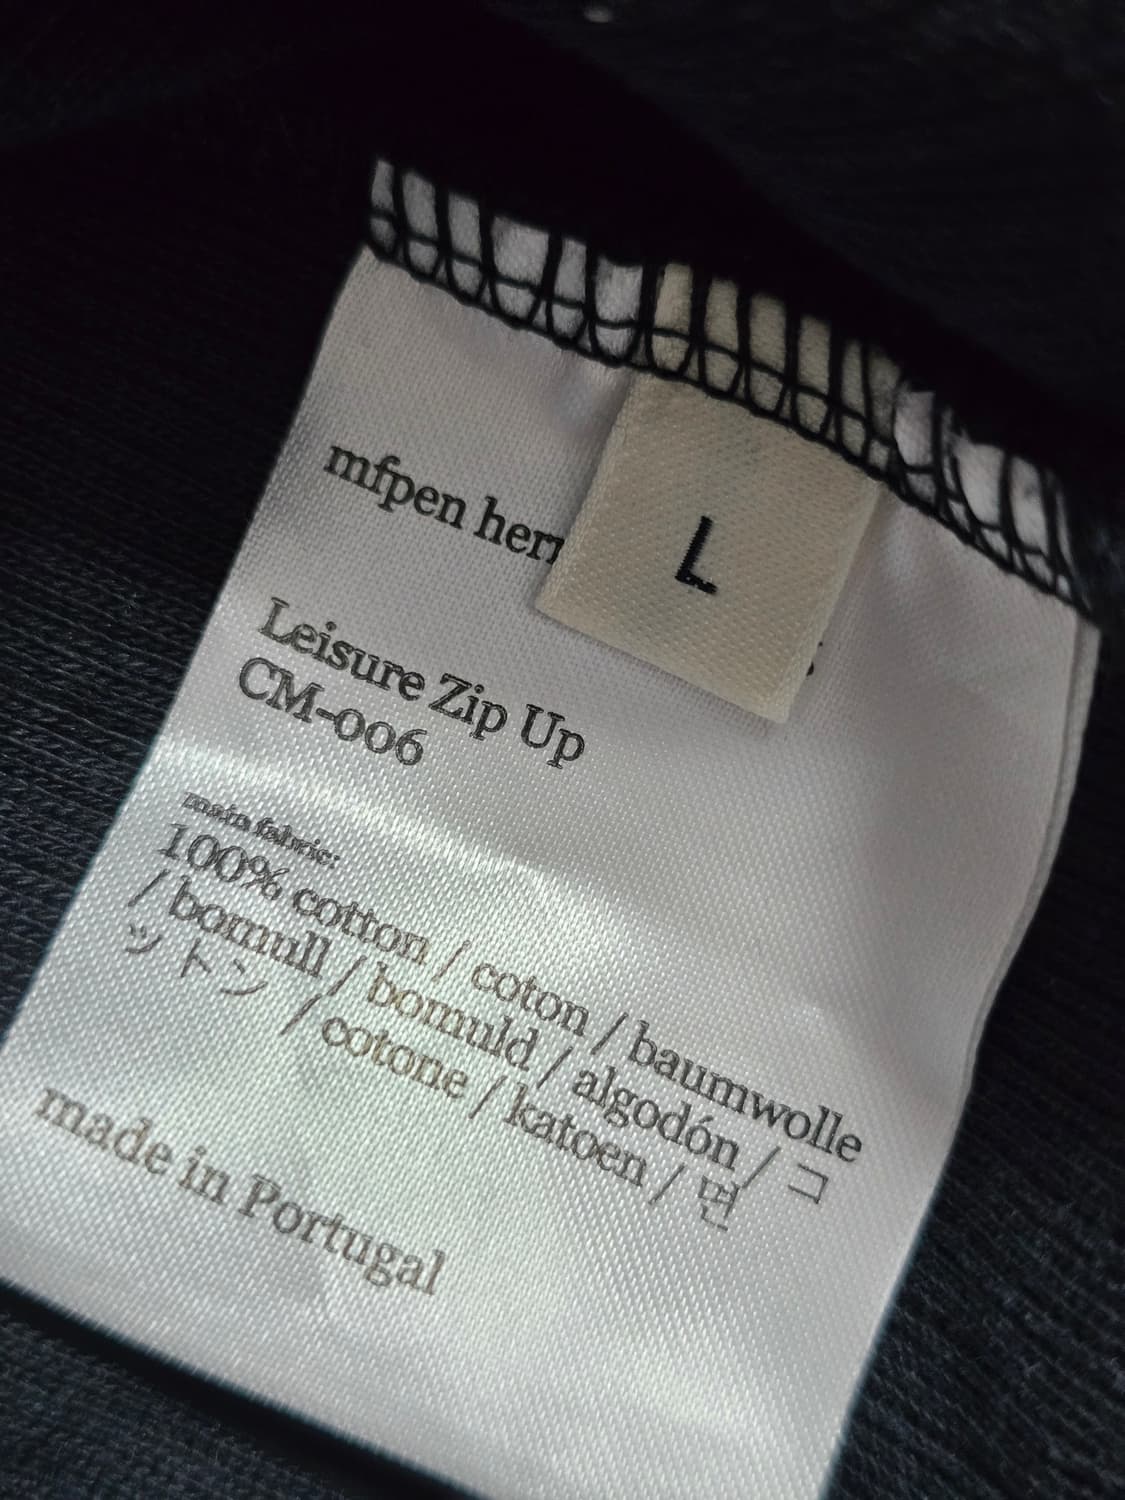 mfpen
L
Leisure Zip Up
CM-006
main fabric:
100% cotton / coton / baumwolle
/ bomull / bomuld / algodón / コ
ットン / cotone / katoen / 면
made in Portugal